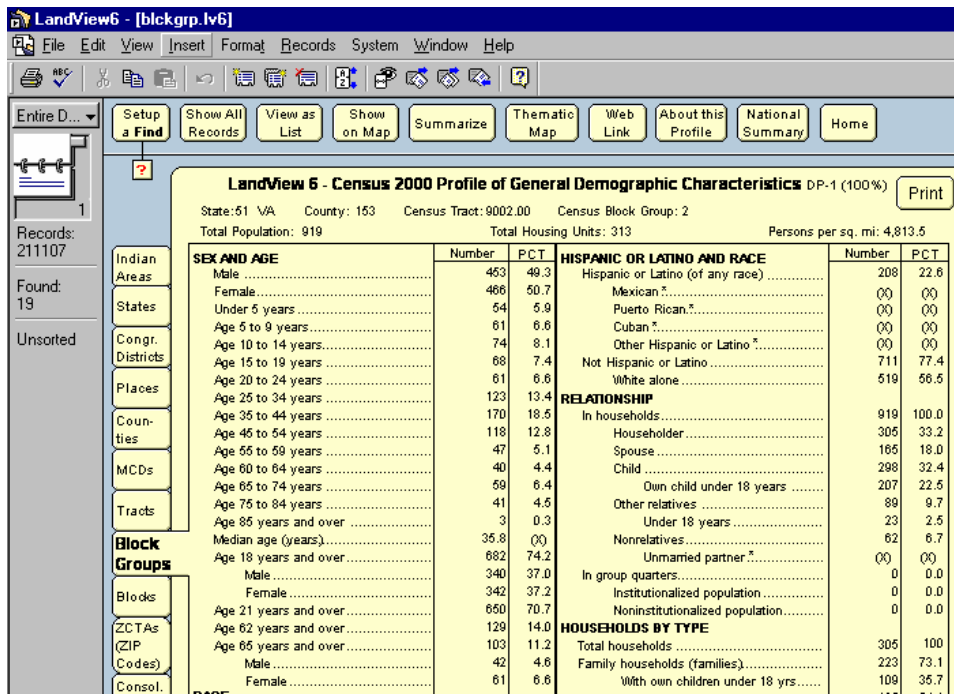 LandView6 - [blckgrp.lv6]
File Edit View Insert Format Records System Window Help
ABC
A Z
?
Entire D...
1
Records:
211107
Found:
19
Unsorted
Setup a Find
Show All Records
View as List
Show on Map
Summarize
Thematic Map
Web Link
About this Profile
National Summary
Home
?
LandView 6 - Census 2000 Profile of General Demographic Characteristics DP-1 (100%)
Print
State:51 VA County: 153 Census Tract:9002.00 Census Block Group: 2
Total Population: 919 Total Housing Units: 313 Persons per sq. mi: 4,813.5
Indian Areas
States
Congr. Districts
Places
Coun-ties
MCDs
Tracts
Block Groups
Blocks
ZCTAs (ZIP Codes)
Consol.
SEX AND AGE Number PCT
Male 453 49.3
Female 466 50.7
Under 5 years 54 5.9
Age 5 to 9 years 61 6.6
Age 10 to 14 years 74 8.1
Age 15 to 19 years 68 7.4
Age 20 to 24 years 61 6.6
Age 25 to 34 years 123 13.4
Age 35 to 44 years 170 18.5
Age 45 to 54 years 118 12.8
Age 55 to 59 years 47 5.1
Age 60 to 64 years 40 4.4
Age 65 to 74 years 59 6.4
Age 75 to 84 years 41 4.5
Age 85 years and over 3 0.3
Median age (years) 35.8 (X)
Age 18 years and over 682 74.2
Male 340 37.0
Female 342 37.2
Age 21 years and over 650 70.7
Age 62 years and over 129 14.0
Age 65 years and over 103 11.2
Male 42 4.6
Female 61 6.6
HISPANIC OR LATINO AND RACE Number PCT
Hispanic or Latino (of any race) 208 22.6
Mexican * (X) (X)
Puerto Rican * (X) (X)
Cuban * (X) (X)
Other Hispanic or Latino * (X) (X)
Not Hispanic or Latino 711 77.4
White alone 519 56.5
RELATIONSHIP
In households 919 100.0
Householder 305 33.2
Spouse 165 18.0
Child 298 32.4
Own child under 18 years 207 22.5
Other relatives 89 9.7
Under 18 years 23 2.5
Nonrelatives 62 6.7
Unmarried partner * (X) (X)
In group quarters 0 0.0
Institutionalized population 0 0.0
Noninstitutionalized population 0 0.0
HOUSEHOLDS BY TYPE
Total households 305 100
Family households (families) 223 73.1
With own children under 18 yrs 109 35.7